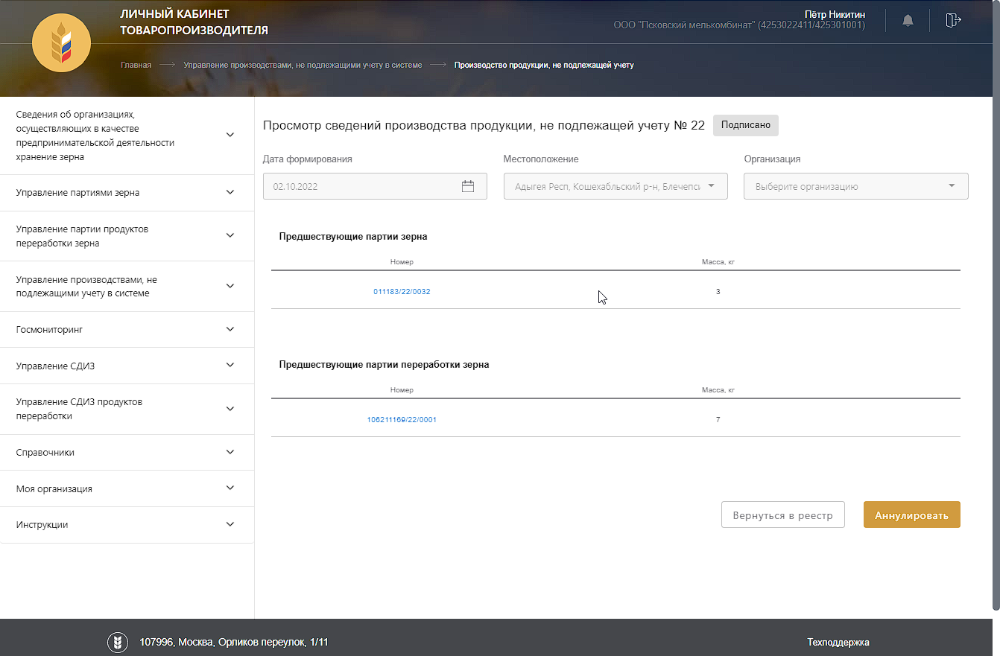 ЛИЧНЫЙ КАБИНЕТ
ТОВАРОПРОИЗВОДИТЕЛЯ
Пётр Никитин
ООО "Псковский мелькомбинат" (4253022411/425301001)
Главная
Управление производствами, не подлежащими учету в системе
Производство продукции, не подлежащей учету
Сведения об организациях,
осуществляющих в качестве
предпринимательской деятельности
хранение зерна
Управление партиями зерна
Управление партии продуктов
переработки зерна
Управление производствами, не
подлежащими учету в системе
Госмониторинг
Управление СДИЗ
Управление СДИЗ продуктов
переработки
Справочники
Моя организация
Инструкции
Просмотр сведений производства продукции, не подлежащей учету № 22
Подписано
Дата формирования
Местоположение
Организация
02.10.2022
Адыгея Респ, Кошехабльский р-н, Блечепси
Выберите организацию
Предшествующие партии зерна
Номер
Масса, кг
011183/22/0032
3
Предшествующие партии переработки зерна
Номер
Масса, кг
106211169/22/0001
7
Вернуться в реестр
Аннулировать
107996, Москва, Орликов переулок, 1/11
Техподдержка